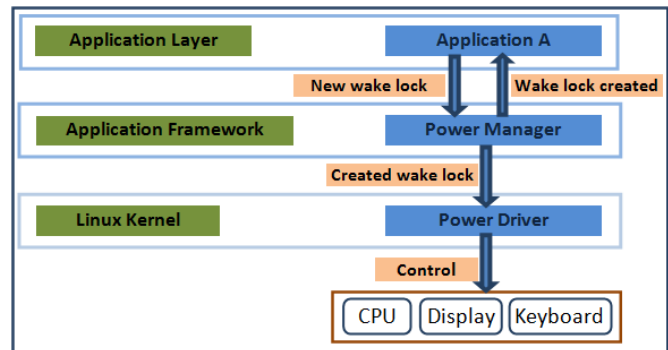 Application Layer
Application A
New wake lock
Wake lock created
Application Framework
Power Manager
Created wake lock
Linux Kernel
Power Driver
Control
CPU
Display
Keyboard